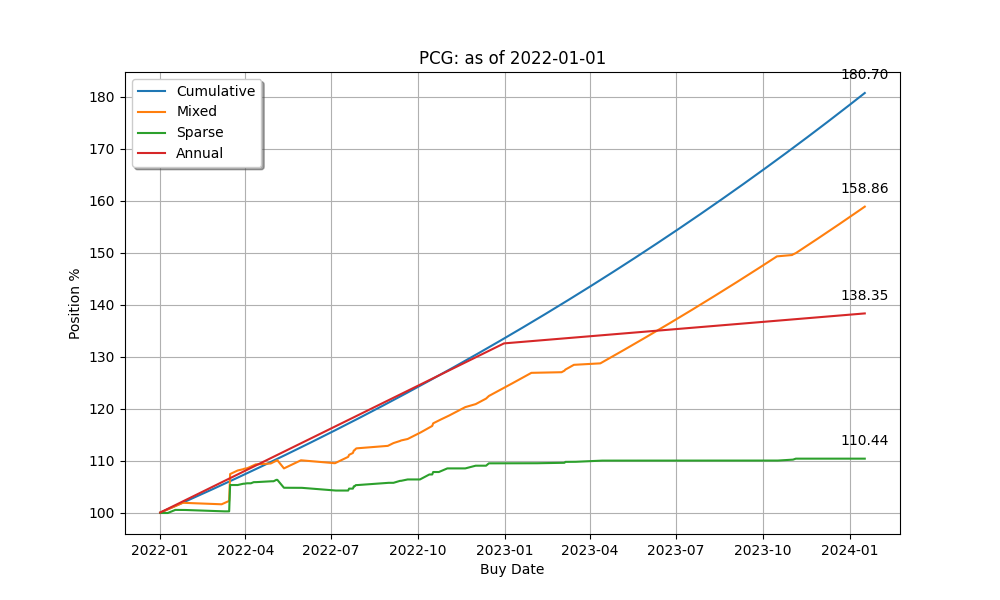 PCG: as of 2022-01-01
180.70
Cumulative
Mixed
Sparse
Annual
158.86
138.35
110.44
180
170
160
150
140
130
120
110
100
Position %
2022-01 2022-04 2022-07 2022-10 2023-01 2023-04 2023-07 2023-10 2024-01
Buy Date